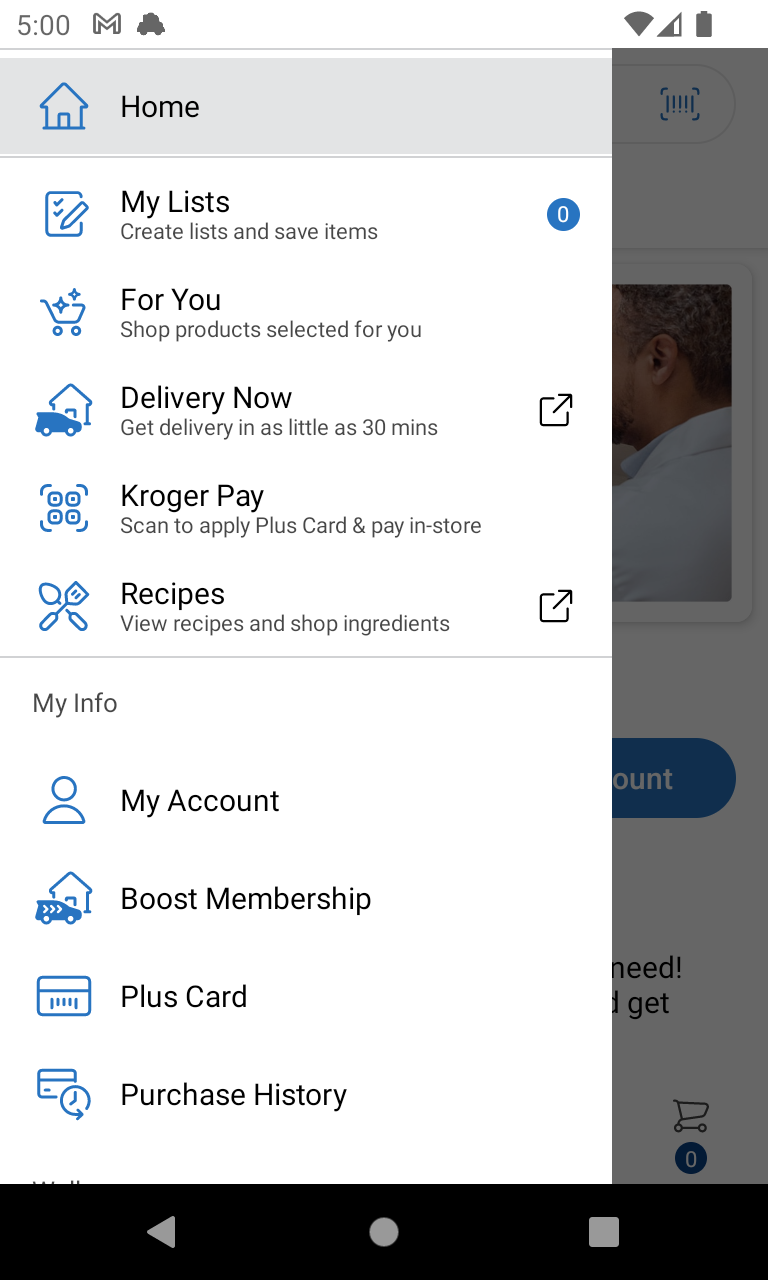 5:00
Home
My Lists
Create lists and save items
0
For You
Shop products selected for you
Delivery Now
Get delivery in as little as 30 mins
Kroger Pay
Scan to apply Plus Card & pay in-store
Recipes
View recipes and shop ingredients
My Info
ount
My Account
Boost Membership
need!
Plus Card
d get
Purchase History
0